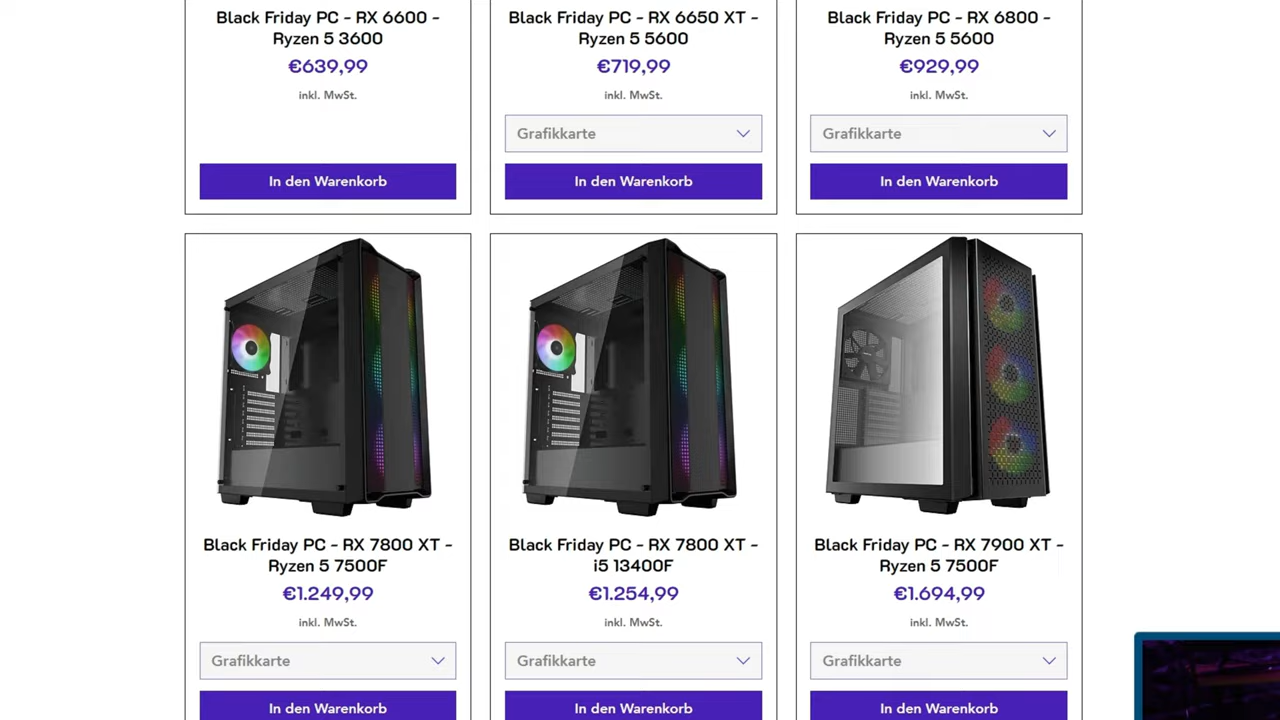 Black Friday PC - RX 6600 -
Ryzen 5 3600
€639,99
inkl. MwSt.
In den Warenkorb
Black Friday PC - RX 6650 XT -
Ryzen 5 5600
€719,99
inkl. MwSt.
Grafikkarte
In den Warenkorb
Black Friday PC - RX 6800 -
Ryzen 5 5600
€929,99
inkl. MwSt.
Grafikkarte
In den Warenkorb
Black Friday PC - RX 7800 XT -
Ryzen 5 7500F
€1.249,99
inkl. MwSt.
Grafikkarte
In den Warenkorb
Black Friday PC - RX 7800 XT -
i5 13400F
€1.254,99
inkl. MwSt.
Grafikkarte
In den Warenkorb
Black Friday PC - RX 7900 XT -
Ryzen 5 7500F
€1.694,99
inkl. MwSt.
Grafikkarte
In den Warenkorb